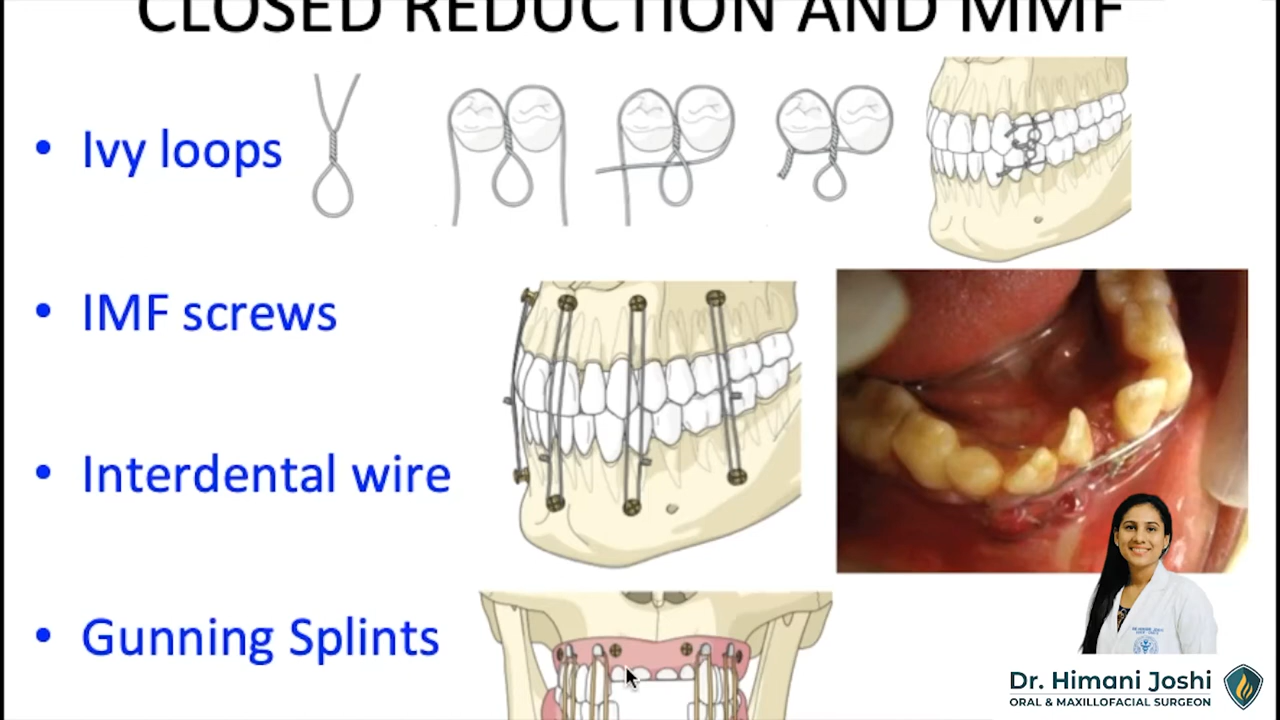 CLOSED REDUCTION AND MMF
• Ivy loops
• IMF screws
• Interdental wire
• Gunning Splints
Dr. Himani Joshi
ORAL & MAXILLOFACIAL SURGEON